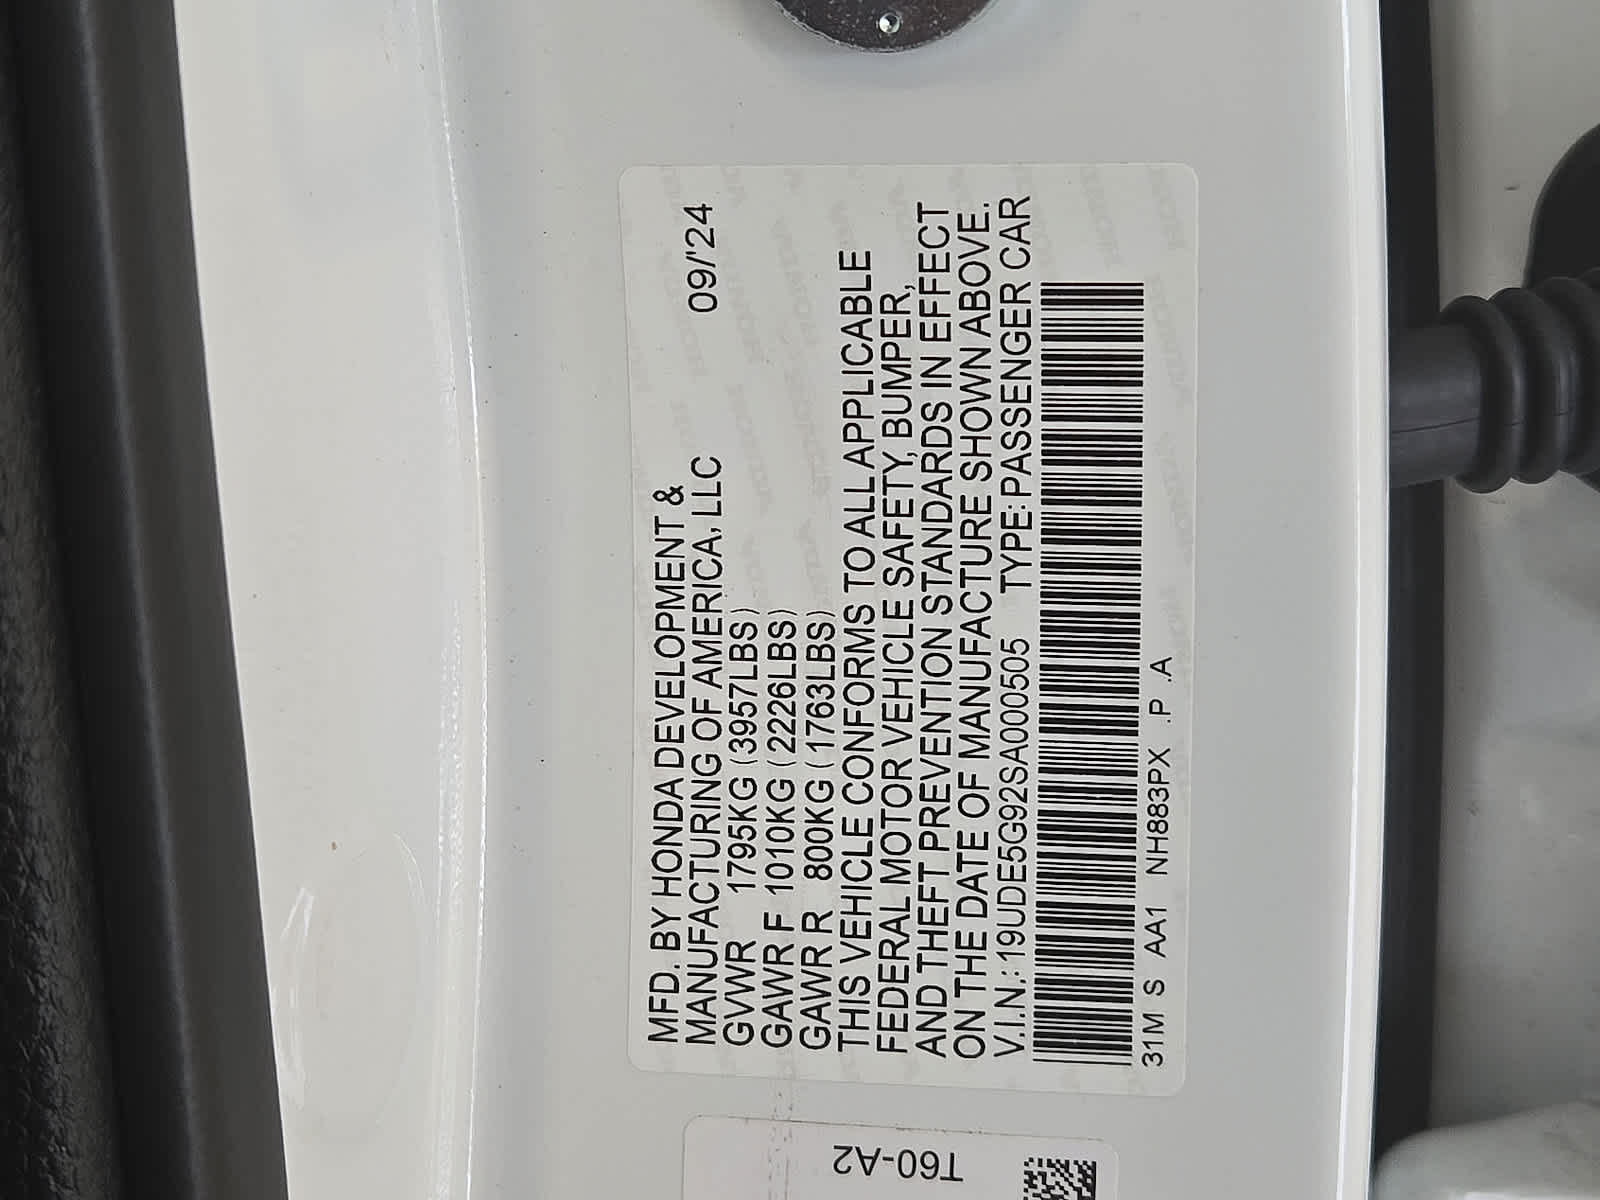 MFD. BY HONDA DEVELOPMENT &
MANUFACTURING OF AMERICA, LLC 09/'24
GVWR 1795KG (3957LBS)
GAWR F 1010KG (2226LBS)
GAWR R 800KG (1763LBS)
THIS VEHICLE CONFORMS TO ALL APPLICABLE
FEDERAL MOTOR VEHICLE SAFETY, BUMPER,
AND THEFT PREVENTION STANDARDS IN EFFECT
ON THE DATE OF MANUFACTURE SHOWN ABOVE.
V.I.N.: 19UDE5G92SA000505 TYPE: PASSENGER CAR
31M S AA1 NH883PX .P .A
T60-A2